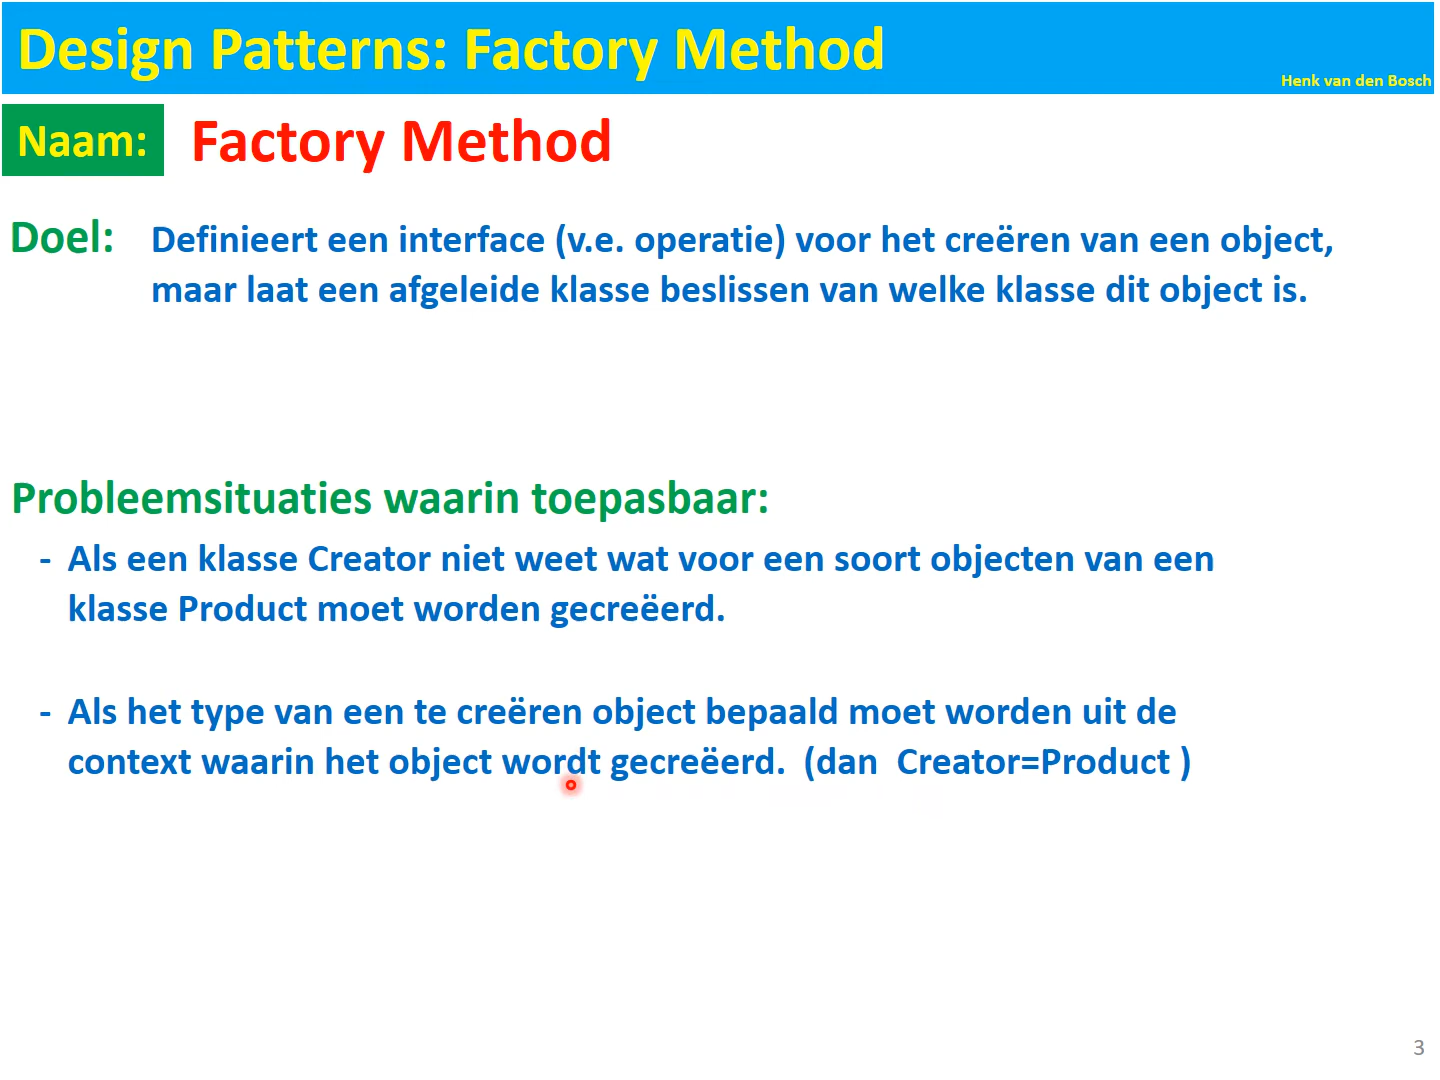 Design Patterns: Factory Method
Henk van den Bosch
Naam: Factory Method
Doel: Definieert een interface (v.e. operatie) voor het creëren van een object,
maar laat een afgeleide klasse beslissen van welke klasse dit object is.
Probleemsituaties waarin toepasbaar:
- Als een klasse Creator niet weet wat voor een soort objecten van een
klasse Product moet worden gecreëerd.
- Als het type van een te creëren object bepaald moet worden uit de
context waarin het object wordt gecreëerd. (dan Creator=Product )
3